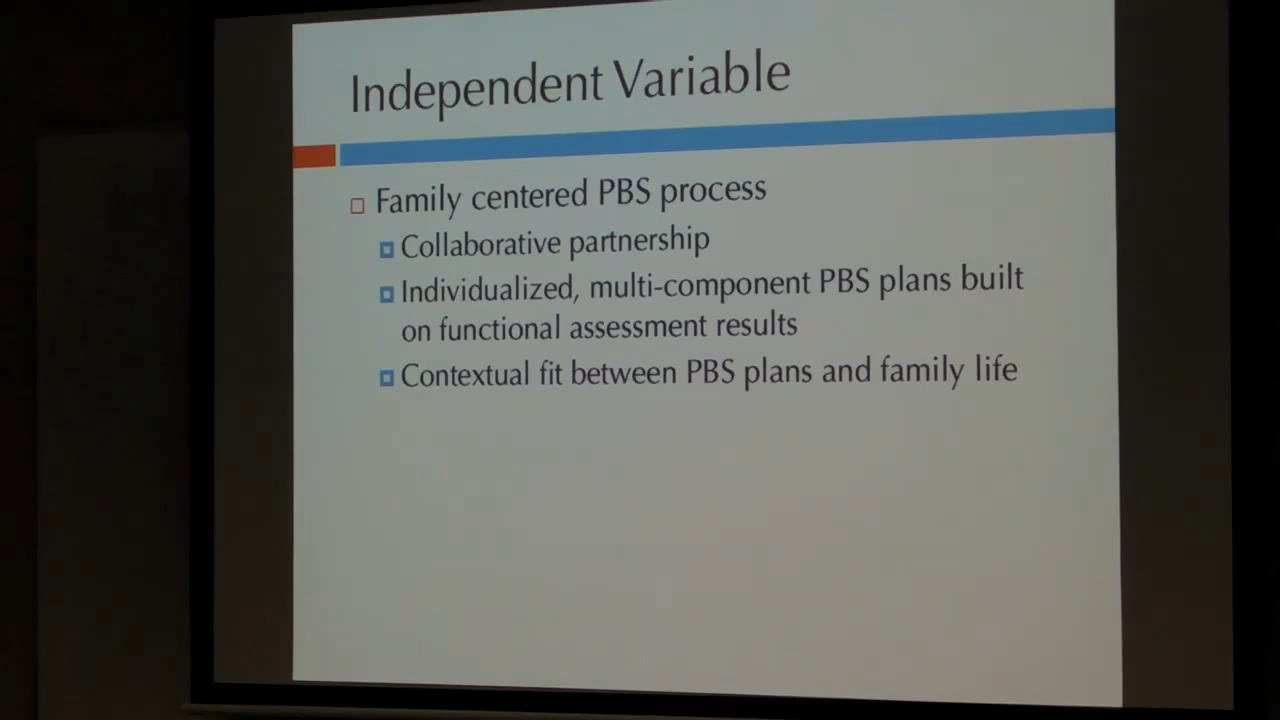 Independent Variable
Family centered PBS process
Collaborative partnership
Individualized, multi-component PBS plans built
on functional assessment results
Contextual fit between PBS plans and family life